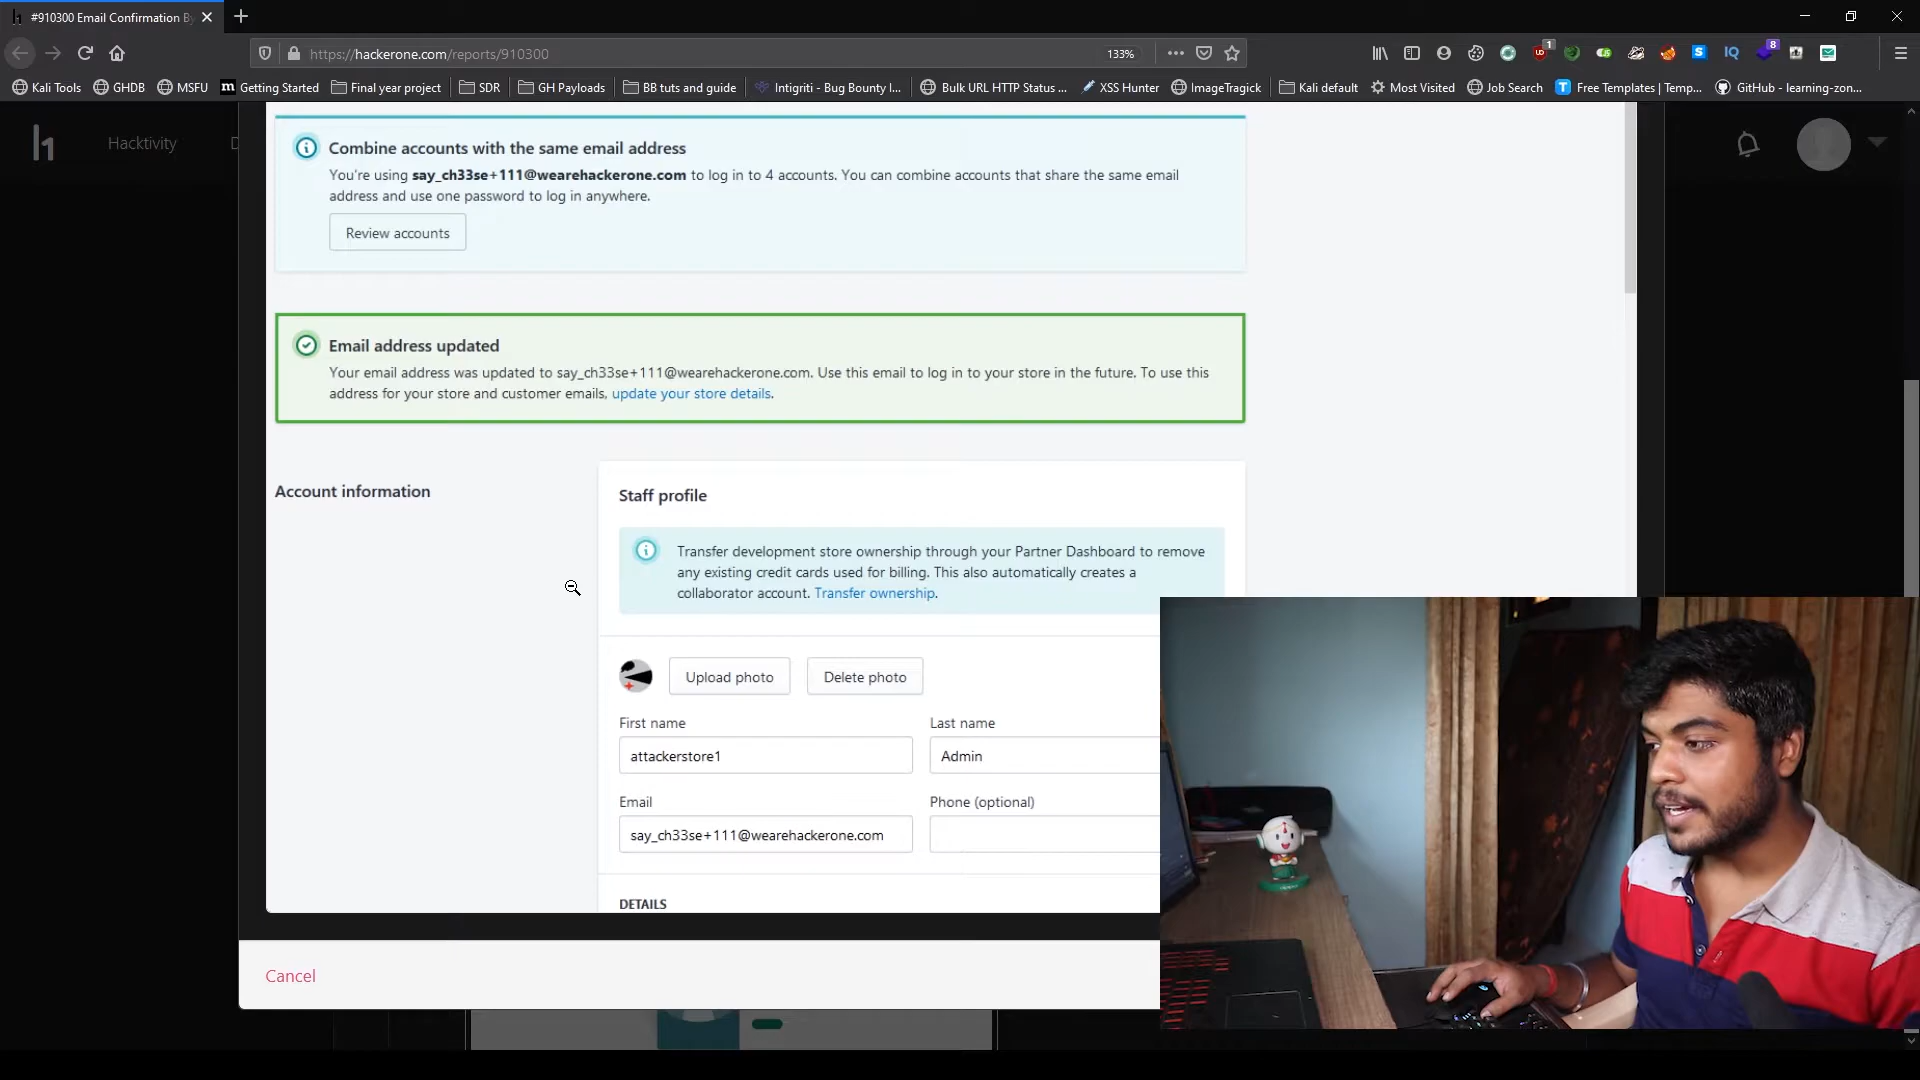 #910300 Email Confirmation By
https://hackerone.com/reports/910300
133%
1
8
Kali Tools
GHDB
MSFU
Getting Started
Final year project
SDR
GH Payloads
BB tuts and guide
Intigriti - Bug Bounty I...
Bulk URL HTTP Status ...
XSS Hunter
ImageTragick
Kali default
Most Visited
Job Search
Free Templates | Temp...
GitHub - learning-zon...
Hacktivity
D
Combine accounts with the same email address
You're using say_ch33se+111@wearehackerone.com to log in to 4 accounts. You can combine accounts that share the same email
address and use one password to log in anywhere.
Review accounts
Email address updated
Your email address was updated to say_ch33se+111@wearehackerone.com. Use this email to log in to your store in the future. To use this
address for your store and customer emails, update your store details.
Account information
Staff profile
Transfer development store ownership through your Partner Dashboard to remove
any existing credit cards used for billing. This also automatically creates a
collaborator account. Transfer ownership.
Upload photo
Delete photo
First name
Last name
attackerstore1
Admin
Email
Phone (optional)
say_ch33se+111@wearehackerone.com
DETAILS
Cancel